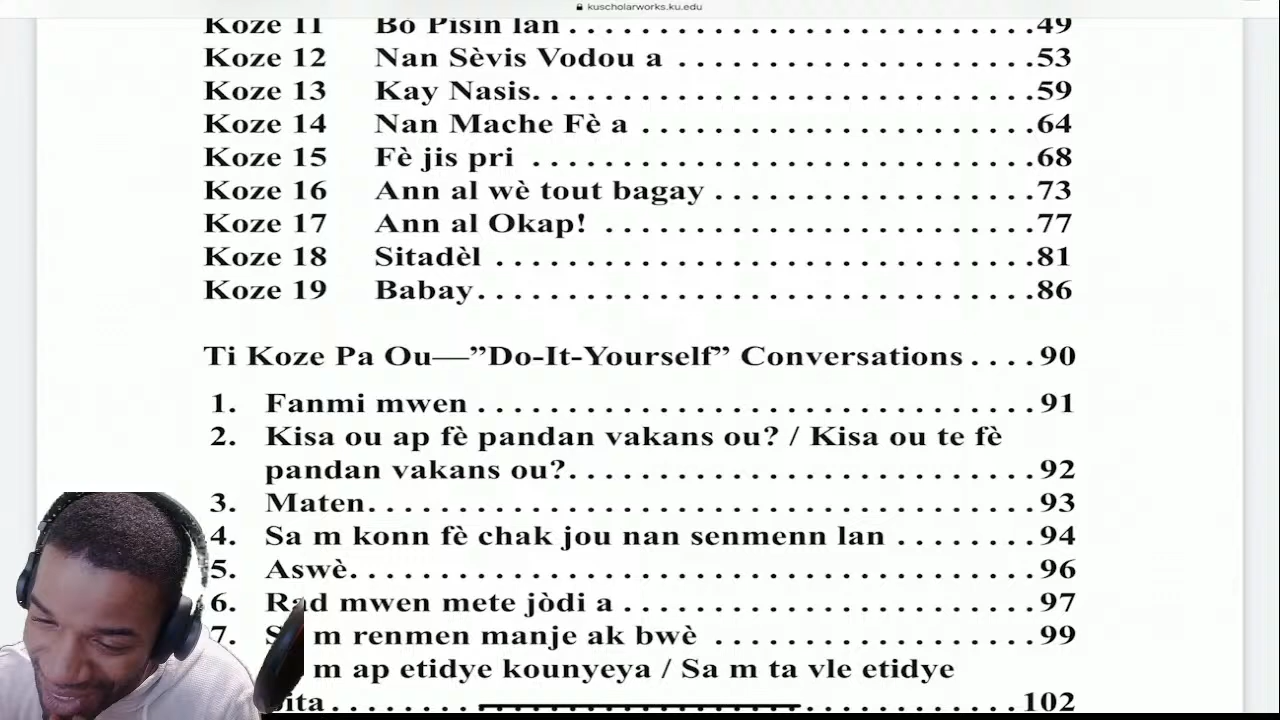 kuscholarworks.ku.edu
Koze 11 Bò Pisin lan . . . . . . . . . . . . . . . . . . . . . . . . . .49
Koze 12 Nan Sèvis Vodou a . . . . . . . . . . . . . . . . . . . .53
Koze 13 Kay Nasis. . . . . . . . . . . . . . . . . . . . . . . . . . . .59
Koze 14 Nan Mache Fè a . . . . . . . . . . . . . . . . . . . . . . .64
Koze 15 Fè jis pri . . . . . . . . . . . . . . . . . . . . . . . . . . . .68
Koze 16 Ann al wè tout bagay . . . . . . . . . . . . . . . . . .73
Koze 17 Ann al Okap! . . . . . . . . . . . . . . . . . . . . . . . . .77
Koze 18 Sitadèl . . . . . . . . . . . . . . . . . . . . . . . . . . . . . .81
Koze 19 Babay. . . . . . . . . . . . . . . . . . . . . . . . . . . . . . .86
Ti Koze Pa Ou—”Do-It-Yourself” Conversations . . . .90
1. Fanmi mwen . . . . . . . . . . . . . . . . . . . . . . . . . . . . . .91
2. Kisa ou ap fè pandan vakans ou? / Kisa ou te fè
pandan vakans ou?. . . . . . . . . . . . . . . . . . . . . . . . . .92
3. Maten. . . . . . . . . . . . . . . . . . . . . . . . . . . . . . . . . . .93
4. Sa m konn fè chak jou nan senmenn lan . . . . . . . .94
5. Aswè. . . . . . . . . . . . . . . . . . . . . . . . . . . . . . . . . . . .96
6. Rad mwen mete jòdi a . . . . . . . . . . . . . . . . . . . . . .97
7. m renmen manje ak bwè . . . . . . . . . . . . . . . . . .99
m ap etidye kounyeya / Sa m ta vle etidye
. . . . . . . . . . . . . . . . . . . . . . . . . . . . . . . . . . . .102